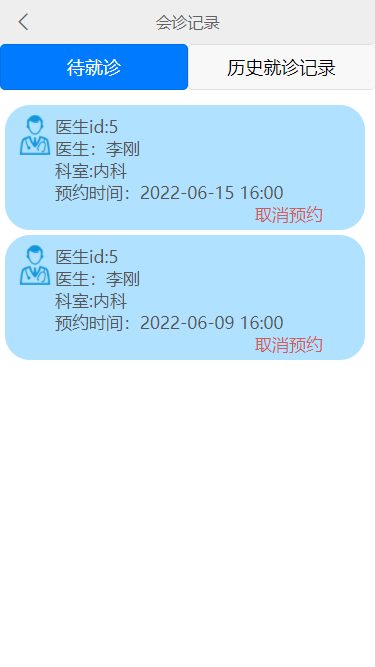 会诊记录
待就诊
历史就诊记录
医生id:5
医生：李刚
科室:内科
预约时间：2022-06-15 16:00
取消预约
医生id:5
医生：李刚
科室:内科
预约时间：2022-06-09 16:00
取消预约